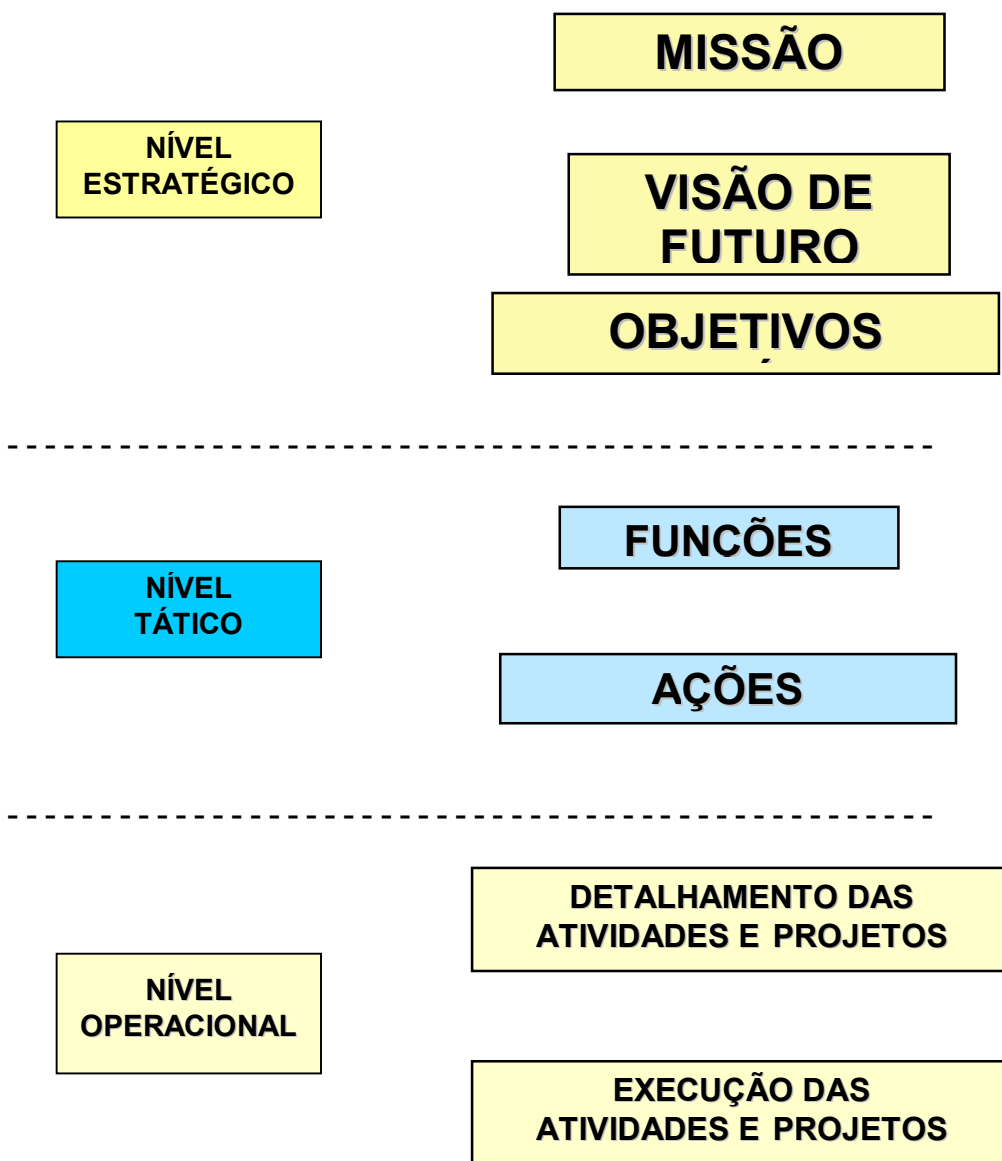 MISSÃO
NÍVEL
ESTRATÉGICO
VISÃO DE
FUTURO
OBJETIVOS
FUNCÕES
NÍVEL
TÁTICO
AÇÕES
DETALHAMENTO DAS
ATIVIDADES E PROJETOS
NÍVEL
OPERACIONAL
EXECUÇÃO DAS
ATIVIDADES E PROJETOS